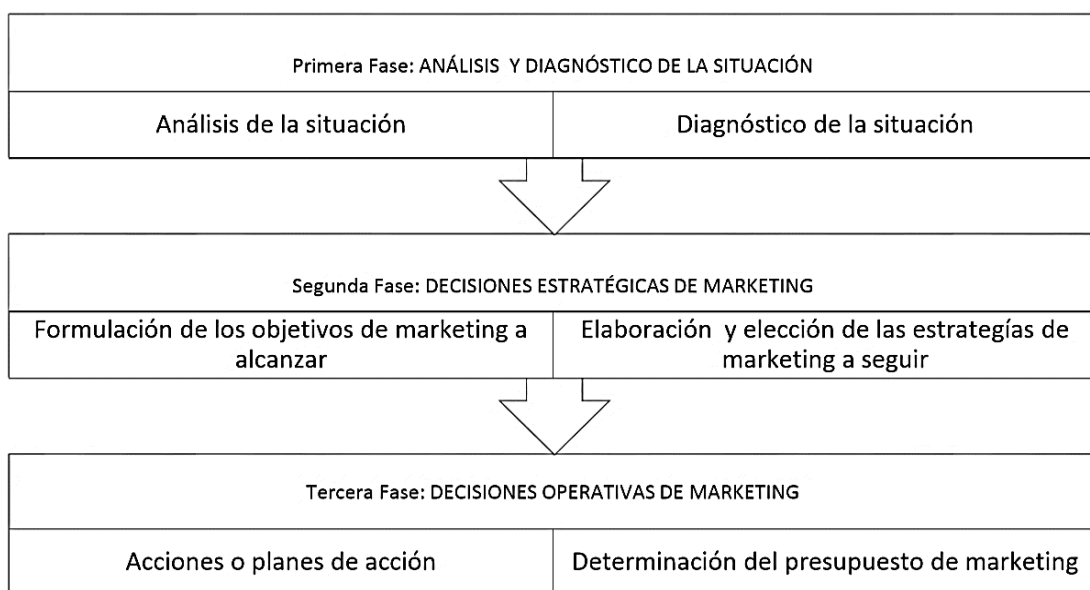 Primera Fase: ANÁLISIS Y DIAGNÓSTICO DE LA SITUACIÓN
Análisis de la situación
Diagnóstico de la situación
Segunda Fase: DECISIONES ESTRATÉGICAS DE MARKETING
Formulación de los objetivos de marketing a
alcanzar
Elaboración y elección de las estrategías de
marketing a seguir
Tercera Fase: DECISIONES OPERATIVAS DE MARKETING
Acciones o planes de acción
Determinación del presupuesto de marketing